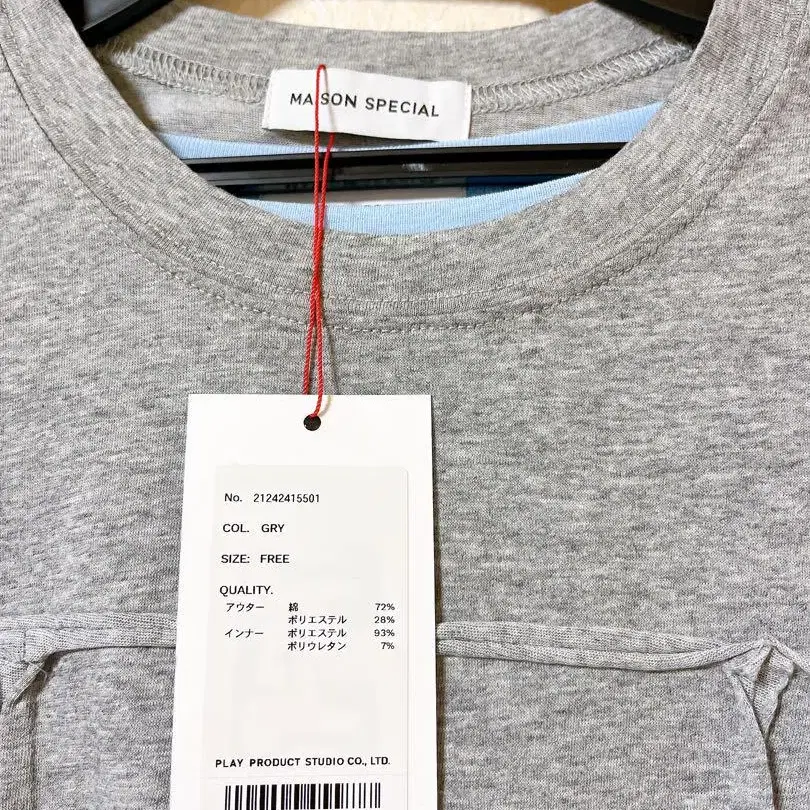 MAISON SPECIAL
No. 21242415501
COL. GRY
SIZE: FREE
QUALITY.
アウター 綿 72%
ポリエステル 28%
インナー ポリエステル 93%
ポリウレタン 7%
PLAY PRODUCT STUDIO CO., LTD.